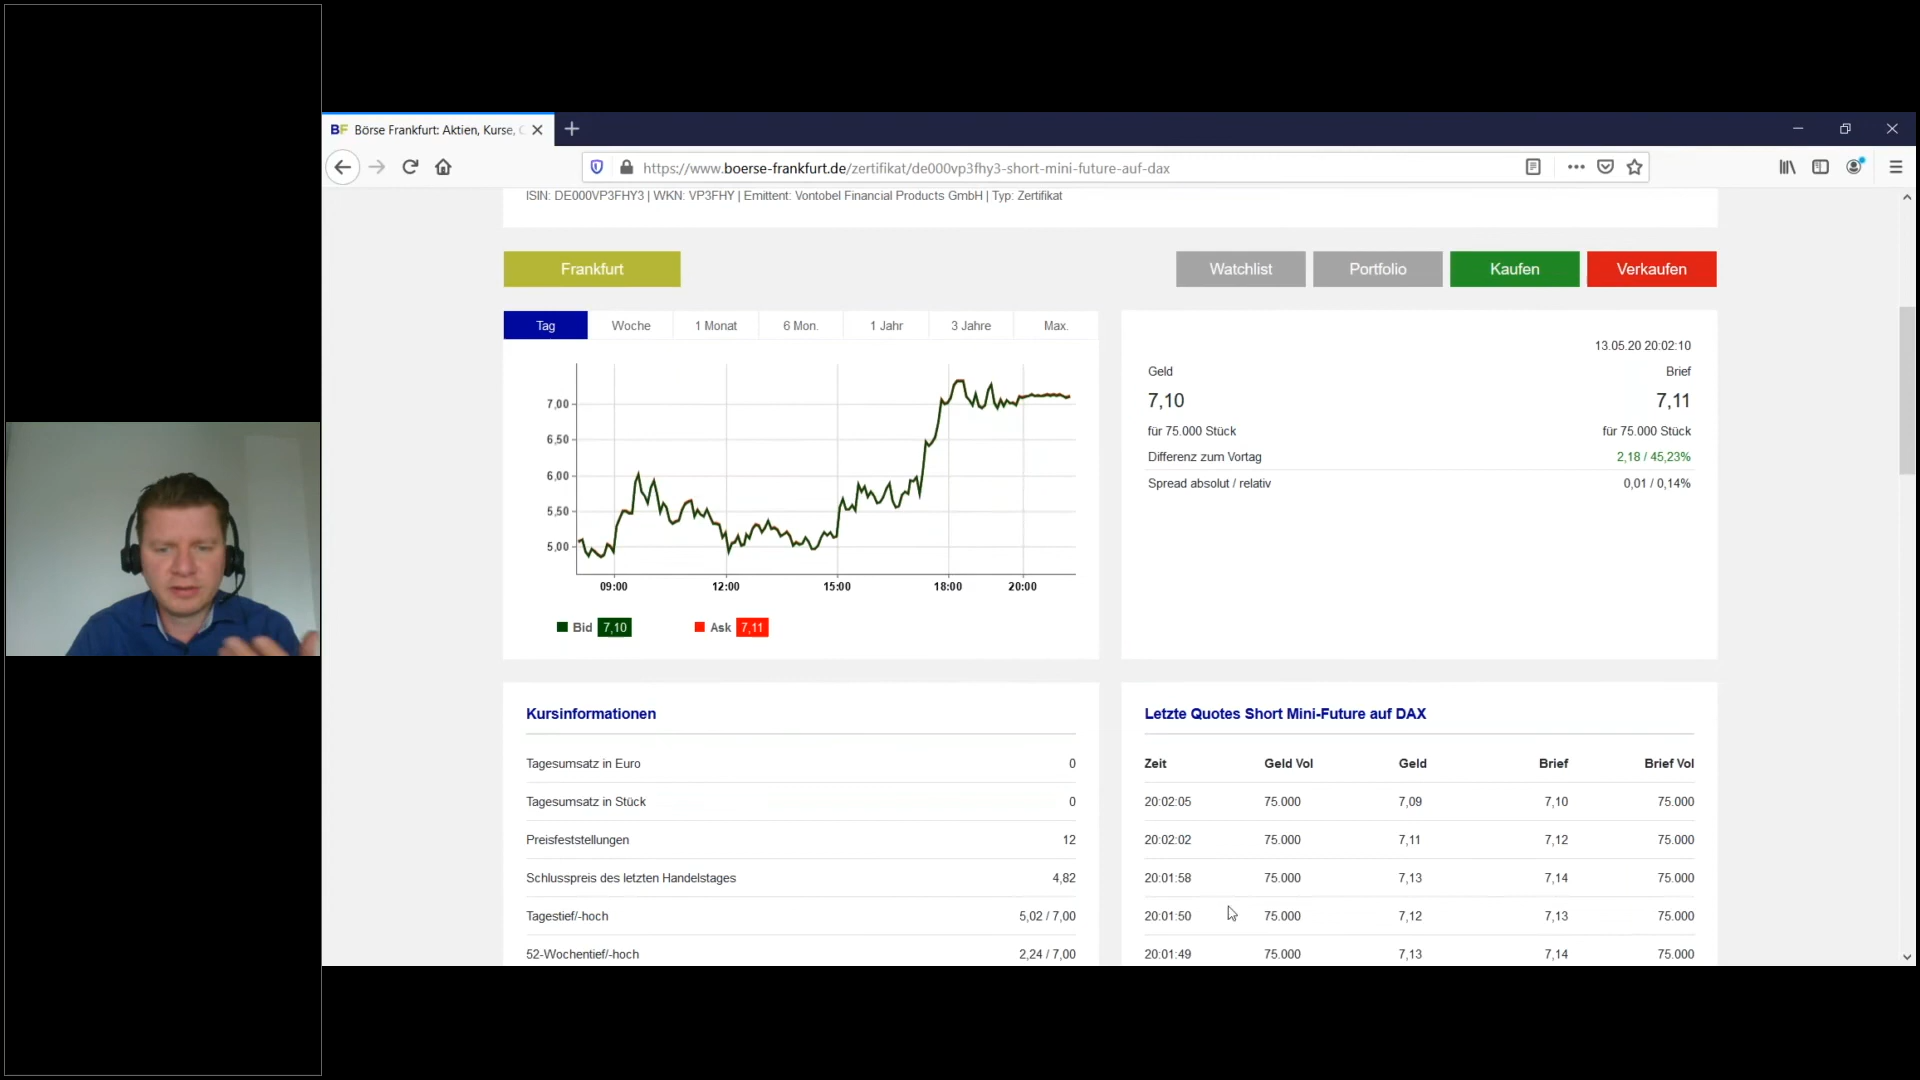 BF Börse Frankfurt: Aktien, Kurse,
https://www.boerse-frankfurt.de/zertifikat/de000vp3fhy3-short-mini-future-auf-dax
ISIN: DE000VP3FHY3 | WKN: VP3FHY | Emittent: Vontobel Financial Products GmbH | Typ: Zertifikat
Frankfurt
Watchlist
Portfolio
Kaufen
Verkaufen
Tag Woche 1 Monat 6 Mon. 1 Jahr 3 Jahre Max.
7,00
6,50
6,00
5,50
5,00
09:00 12:00 15:00 18:00 20:00
Bid 7,10 Ask 7,11
13.05.20 20:02:10
Geld Brief
7,10 7,11
für 75.000 Stück für 75.000 Stück
Differenz zum Vortag 2,18 / 45,23%
Spread absolut / relativ 0,01 / 0,14%
Kursinformationen
Tagesumsatz in Euro 0
Tagesumsatz in Stück 0
Preisfeststellungen 12
Schlusspreis des letzten Handelstages 4,82
Tagestief/-hoch 5,02 / 7,00
52-Wochentief/-hoch 2,24 / 7,00
Letzte Quotes Short Mini-Future auf DAX
Zeit Geld Vol Geld Brief Brief Vol
20:02:05 75.000 7,09 7,10 75.000
20:02:02 75.000 7,11 7,12 75.000
20:01:58 75.000 7,13 7,14 75.000
20:01:50 75.000 7,12 7,13 75.000
20:01:49 75.000 7,13 7,14 75.000